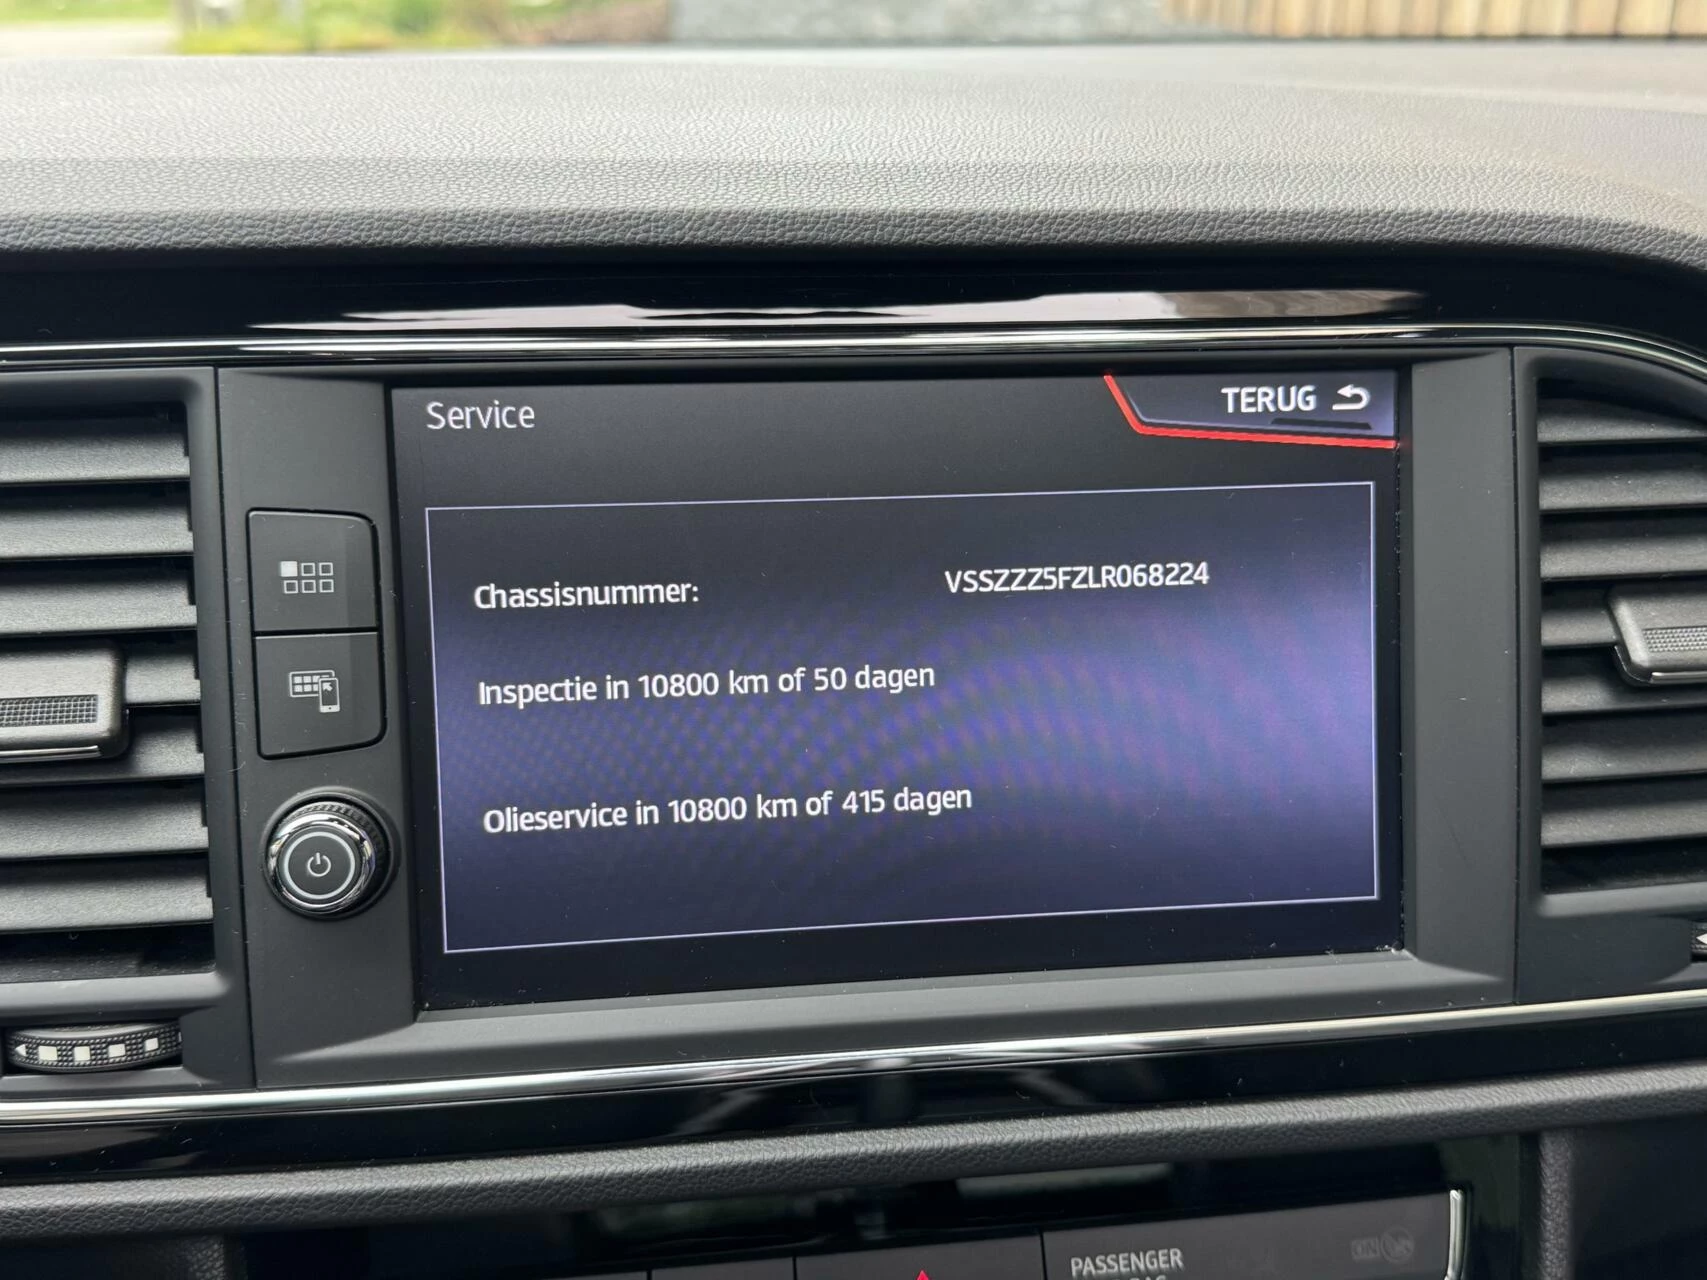 Service
TERUG
Chassisnummer: VSSZZZ5FZLR068224
Inspectie in 10800 km of 50 dagen
Olieservice in 10800 km of 415 dagen
PASSENGER